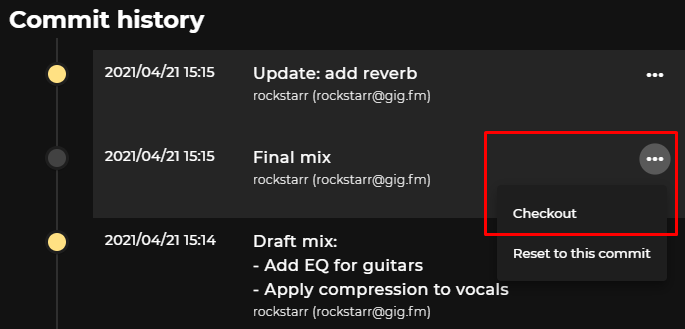 Commit history
2021/04/21 15:15 Update: add reverb
rockstarr (rockstarr@gig.fm)
2021/04/21 15:15 Final mix
rockstarr (rockstarr@gig.fm)
Checkout
2021/04/21 15:14 Draft mix:
Reset to this commit
- Add EQ for guitars
- Apply compression to vocals
rockstarr (rockstarr@gig.fm)